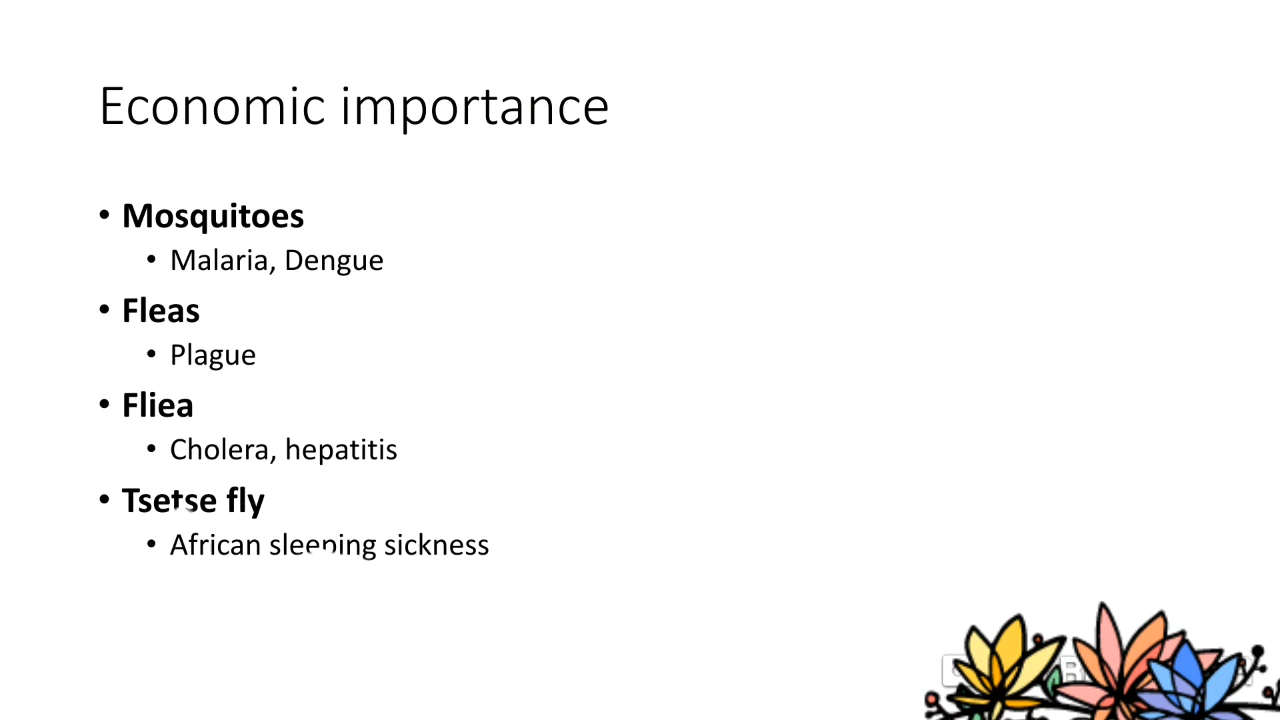 Economic importance
• Mosquitoes
• Malaria, Dengue
• Fleas
• Plague
• Fliea
• Cholera, hepatitis
• Tsetse fly
• African sleeping sickness